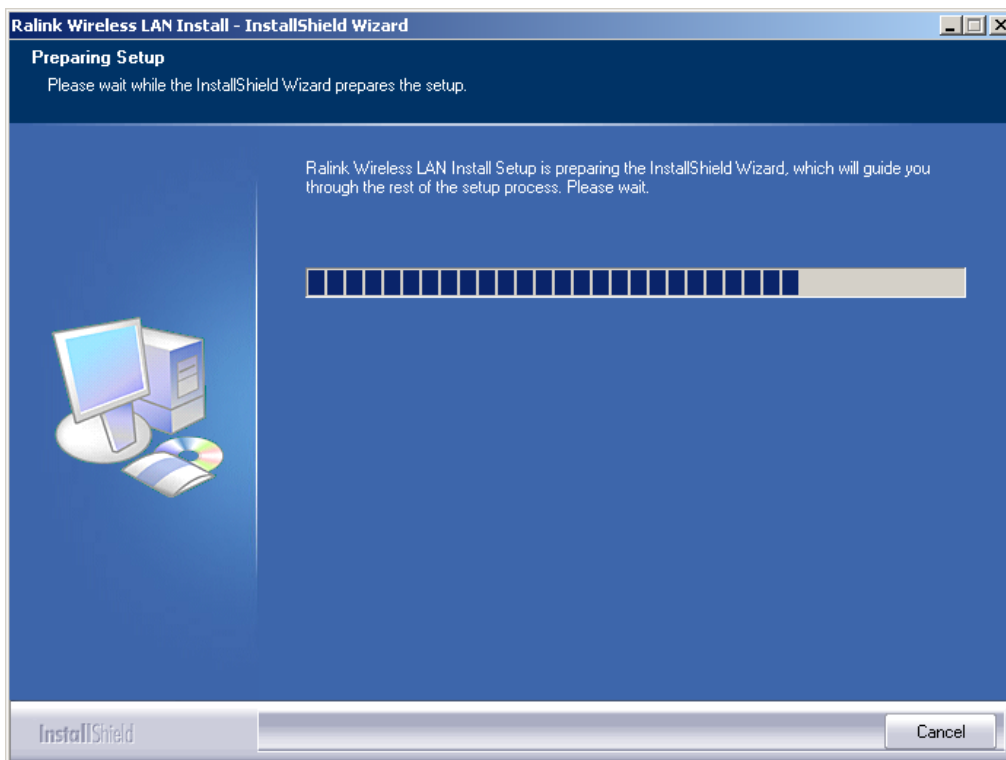 Ralink Wireless LAN Install - InstallShield Wizard
Preparing Setup
Please wait while the InstallShield Wizard prepares the setup.
Ralink Wireless LAN Install Setup is preparing the InstallShield Wizard, which will guide you
through the rest of the setup process. Please wait.
InstallShield
Cancel